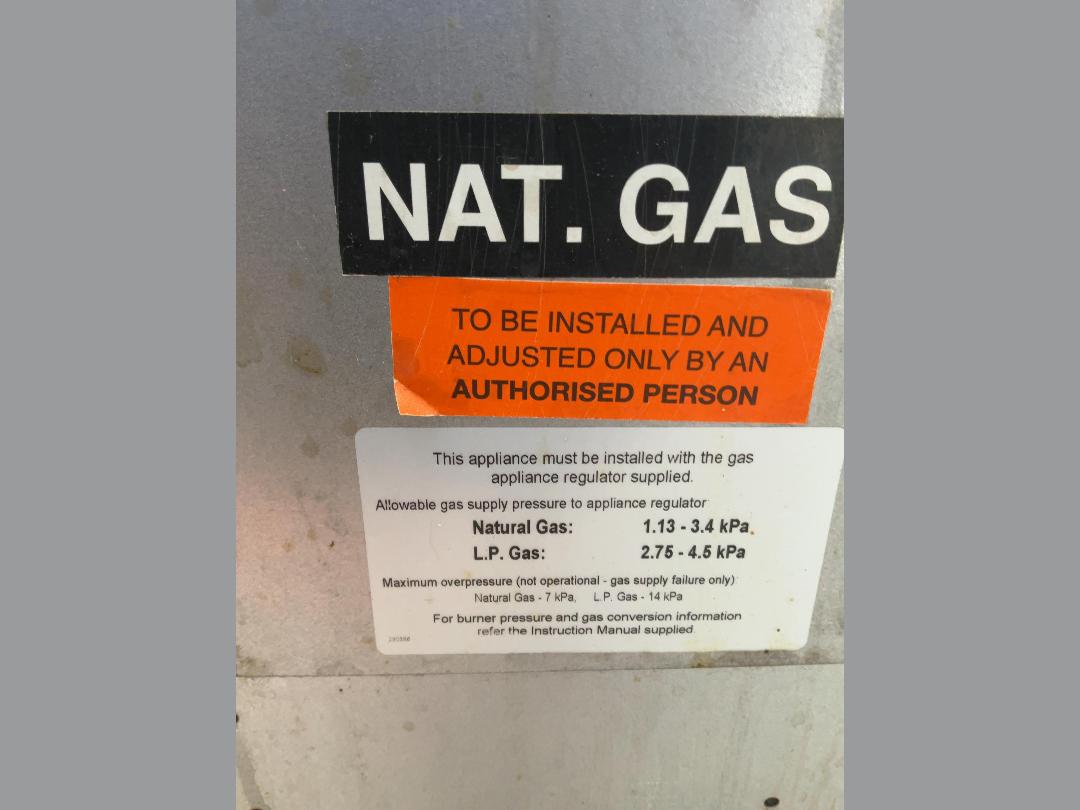 NAT. GAS
TO BE INSTALLED AND
ADJUSTED ONLY BY AN
AUTHORISED PERSON
This appliance must be installed with the gas
appliance regulator supplied.
Allowable gas supply pressure to appliance regulator
Natural Gas: 1.13 - 3.4 kPa
L.P. Gas: 2.75 - 4.5 kPa
Maximum overpressure (not operational - gas supply failure only)
Natural Gas - 7 kPa, L.P. Gas - 14 kPa
For burner pressure and gas conversion information
refer the Instruction Manual supplied.